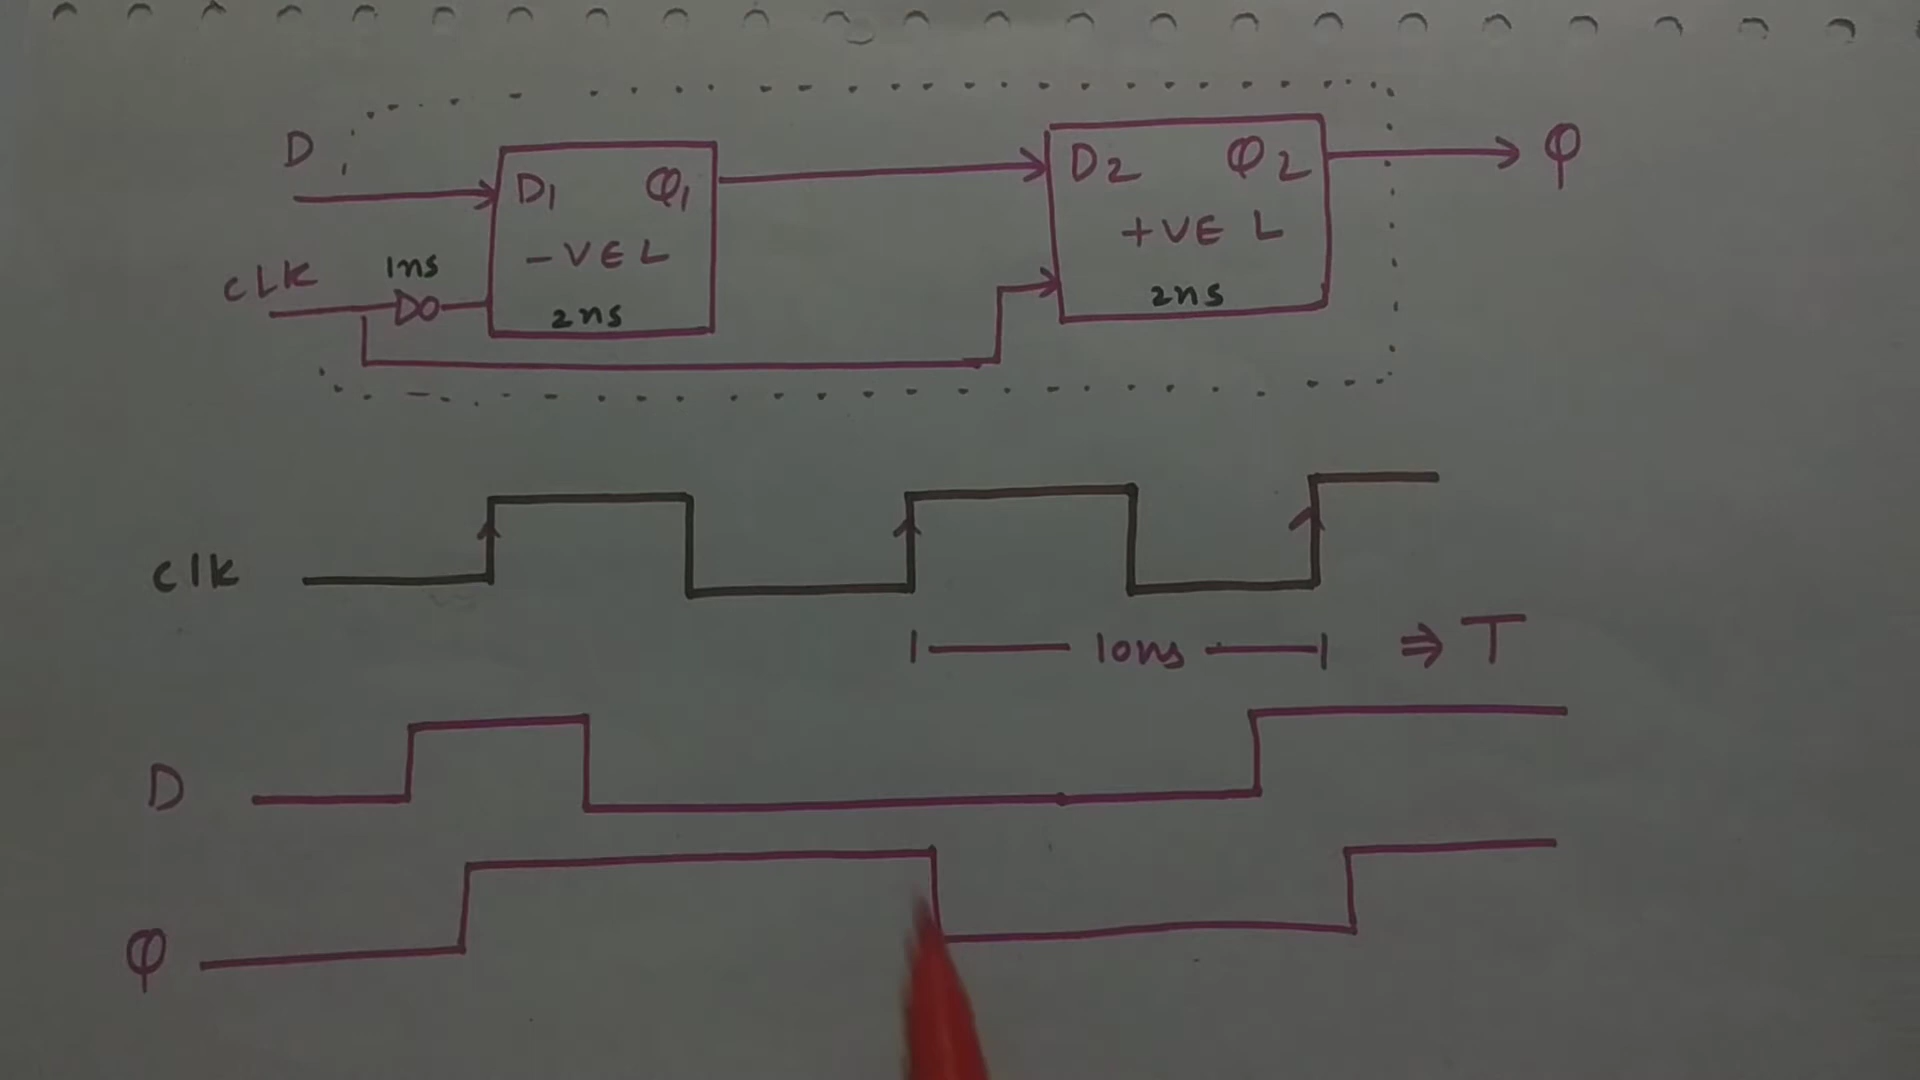 D
D1 Q1
-VE L
2ns
CLK 1ns
D2 Q2
+VE L
2ns
Q
clk
10ns ⇒ T
D
Q